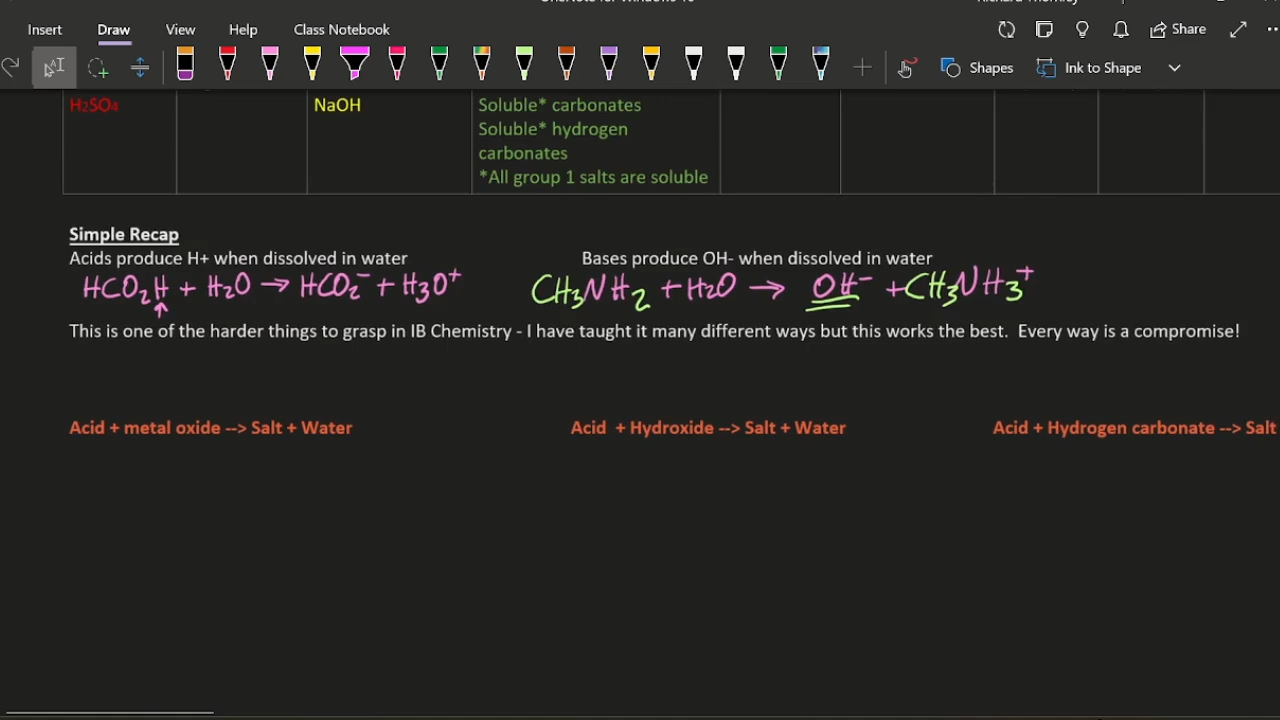 Insert Draw View Help Class Notebook Share
Shapes Ink to Shape
H2SO4 NaOH Soluble* carbonates
Soluble* hydrogen
carbonates
*All group 1 salts are soluble
Simple Recap
Acids produce H+ when dissolved in water
HCO₂H + H₂O → HCO₂⁻ + H₃O⁺
Bases produce OH- when dissolved in water
CH₃NH₂ + H₂O → OH⁻ + CH₃NH₃⁺
This is one of the harder things to grasp in IB Chemistry - I have taught it many different ways but this works the best. Every way is a compromise!
Acid + metal oxide --> Salt + Water
Acid + Hydroxide --> Salt + Water
Acid + Hydrogen carbonate --> Salt